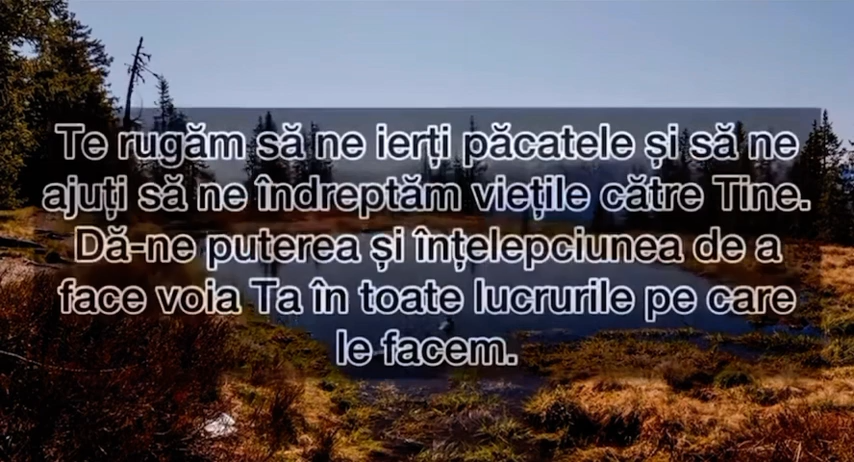 Te rugăm să ne ierți păcatele și să ne
ajuți să ne îndreptăm viețile către Tine.
Dă-ne puterea și înțelepciunea de a
face voia Ta în toate lucrurile pe care
le facem.